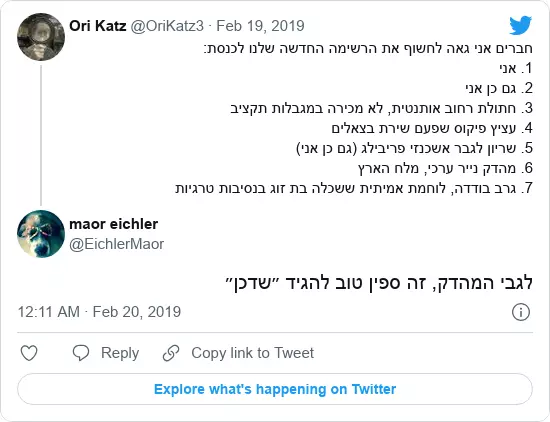 Ori Katz @OriKatz3 · Feb 19, 2019
חברים אני גאה לחשוף את הרשימה החדשה שלנו לכנסת:
1. אני
2. גם כן אני
3. חתולת רחוב אותנטית, לא מכירה במגבלות תקציב
4. עציץ פיקוס שפעם שירת בצאלים
5. שריון לגבר אשכנזי פריבילג (גם כן אני)
6. מהדק נייר ערכי, מלח הארץ
7. גרב בודדה, לוחמת אמיתית ששכלה בת זוג בנסיבות טרגיות
maor eichler
@EichlerMaor
לגבי המהדק, זה ספין טוב להגיד ״שדכן״
12:11 AM · Feb 20, 2019
Reply
Copy link to Tweet
Explore what's happening on Twitter